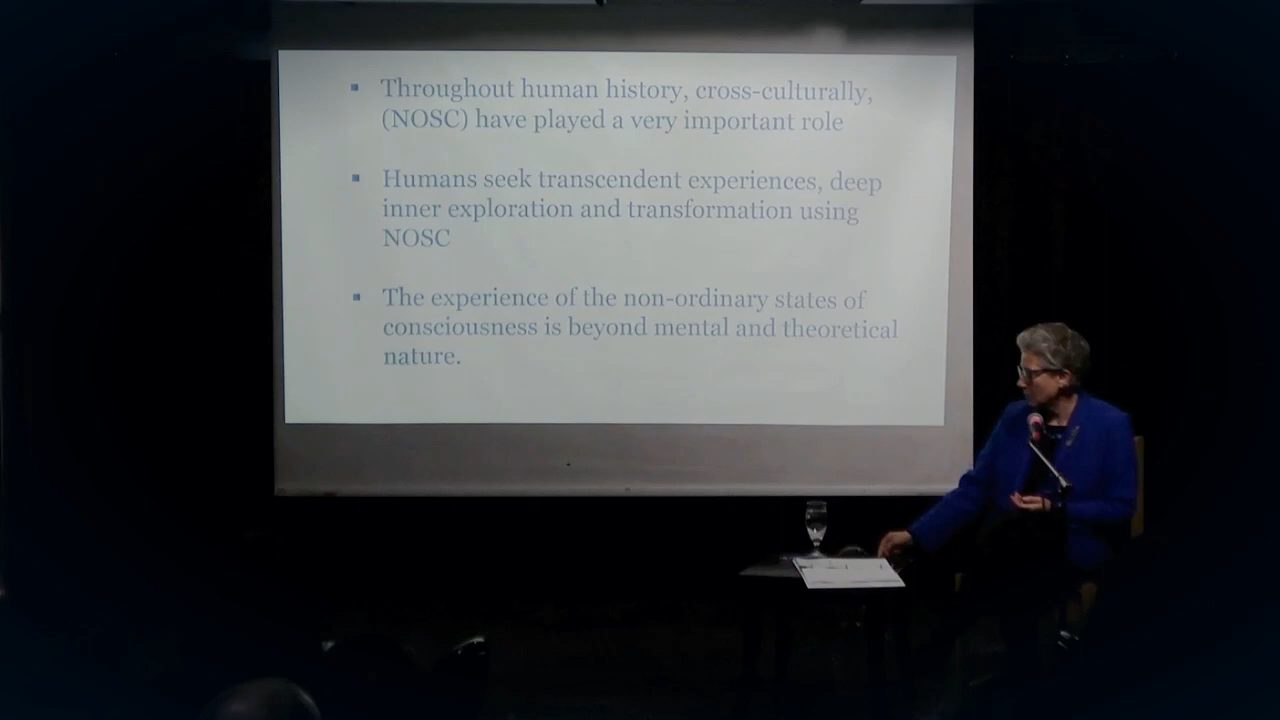 ▪ Throughout human history, cross-culturally,
(NOSC) have played a very important role
▪ Humans seek transcendent experiences, deep
inner exploration and transformation using
NOSC
▪ The experience of the non-ordinary states of
consciousness is beyond mental and theoretical
nature.